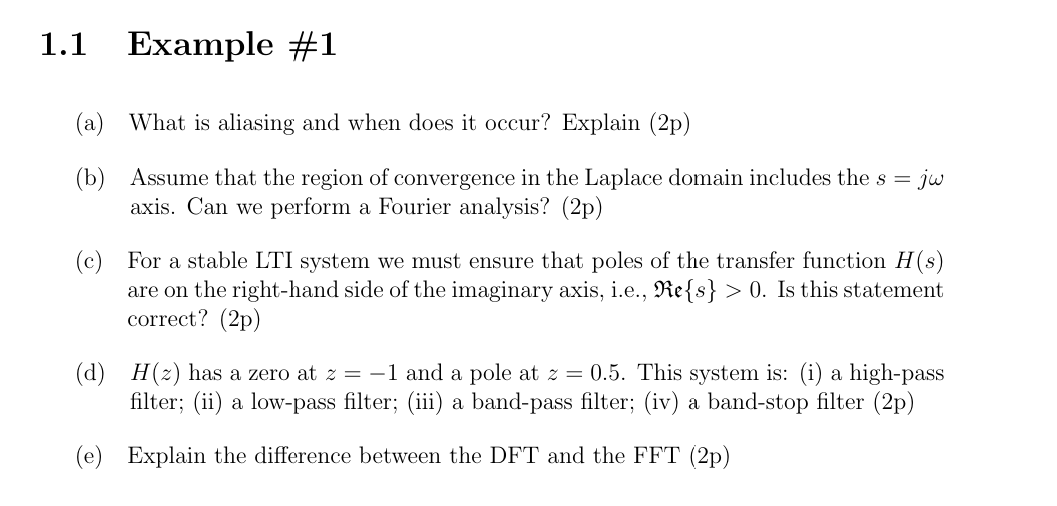 1.1 Example #1
(a) What is aliasing and when does it occur? Explain (2p)
(b) Assume that the region of convergence in the Laplace domain includes the s = jω
axis. Can we perform a Fourier analysis? (2p)
(c) For a stable LTI system we must ensure that poles of the transfer function H(s)
are on the right-hand side of the imaginary axis, i.e., ℜe{s} > 0. Is this statement
correct? (2p)
(d) H(z) has a zero at z = −1 and a pole at z = 0.5. This system is: (i) a high-pass
filter; (ii) a low-pass filter; (iii) a band-pass filter; (iv) a band-stop filter (2p)
(e) Explain the difference between the DFT and the FFT (2p)